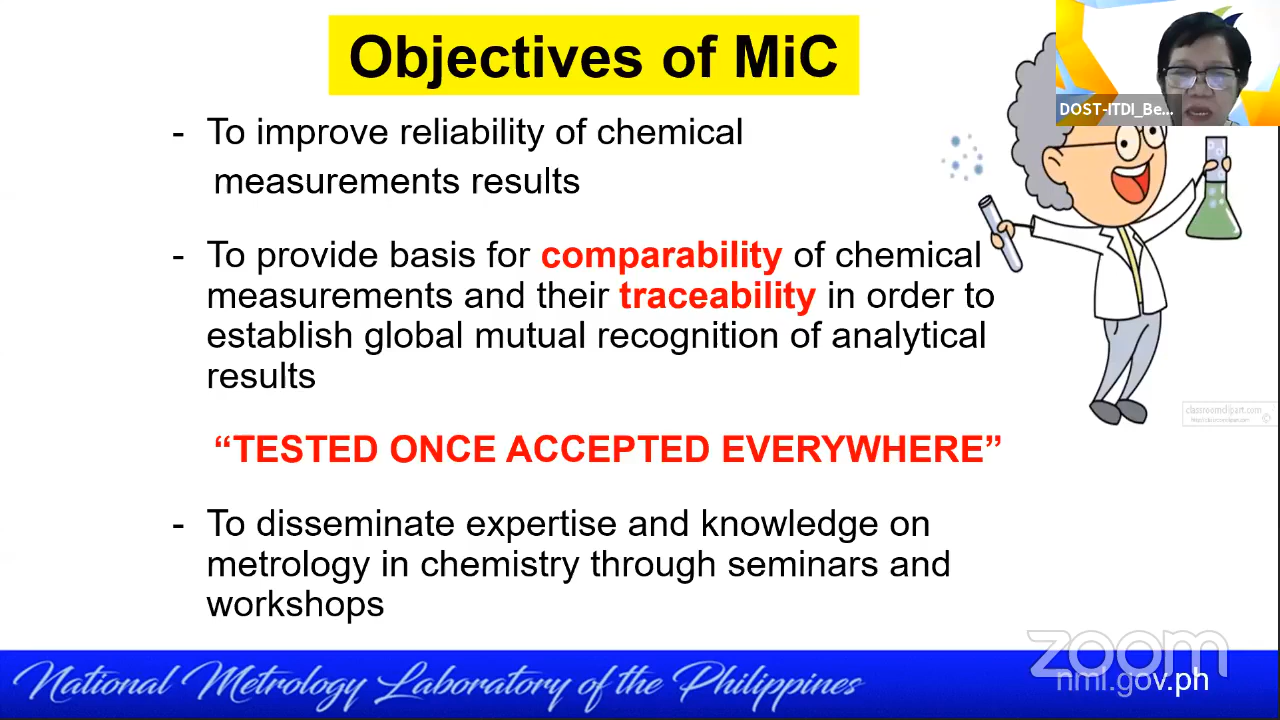 Objectives of MiC
DOST-ITDI_Be...
- To improve reliability of chemical
measurements results
- To provide basis for comparability of chemical
measurements and their traceability in order to
establish global mutual recognition of analytical
results
“TESTED ONCE ACCEPTED EVERYWHERE”
- To disseminate expertise and knowledge on
metrology in chemistry through seminars and
workshops
classroomclipart.com
National Metrology Laboratory of the Philippines
zoom
nml.gov.ph